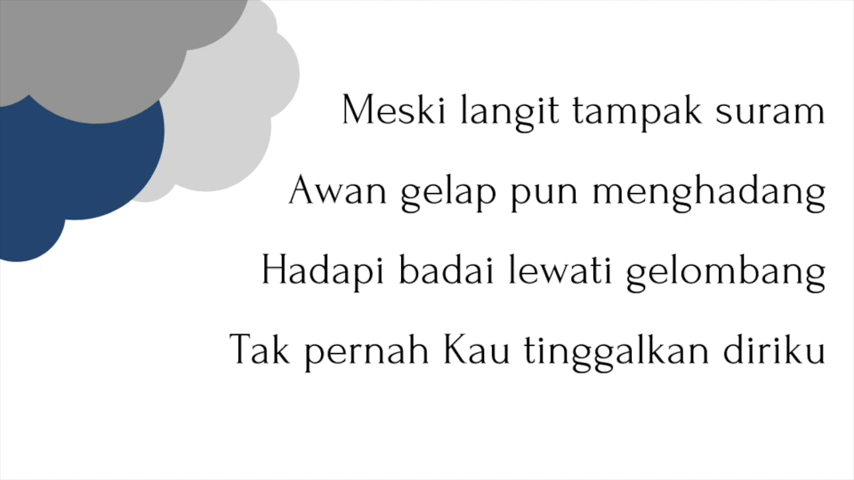 Meski langit tampak suram
Awan gelap pun menghadang
Hadapi badai lewati gelombang
Tak pernah Kau tinggalkan diriku